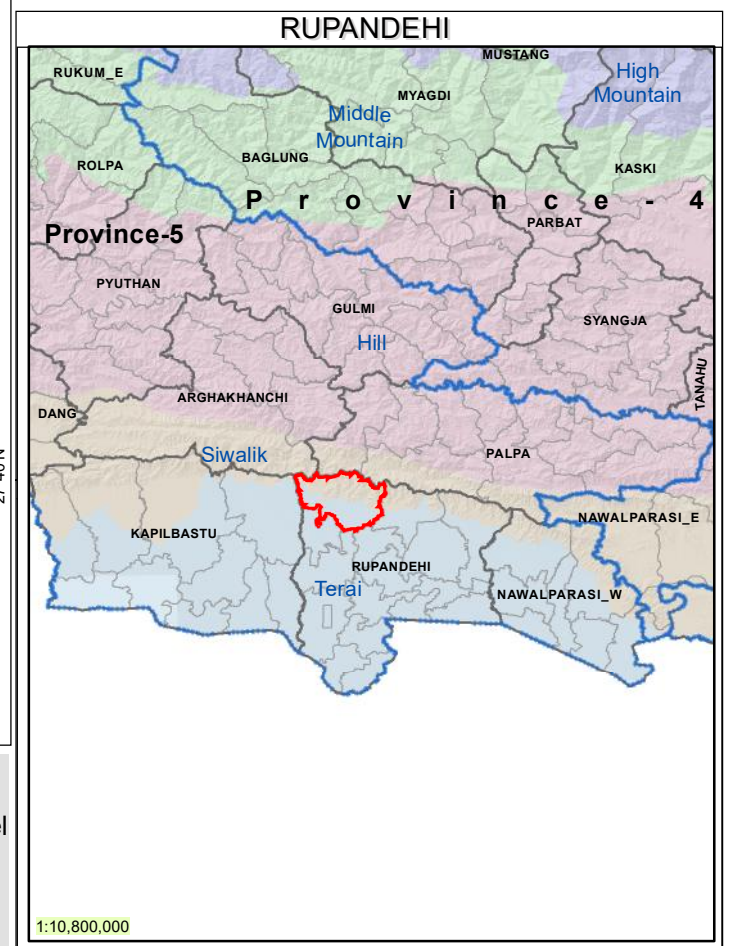 RUPANDEHI
MUSTANG
RUKUM_E
High
Mountain
MYAGDI
Middle
Mountain
BAGLUNG
ROLPA
KASKI
Province-4
PARBAT
Province-5
PYUTHAN
GULMI
SYANGJA
Hill
TANAHU
ARGHAKHANCHI
DANG
Siwalik
PALPA
NAWALPARASI_E
KAPILBASTU
RUPANDEHI
Terai
NAWALPARASI_W
1:10,800,000